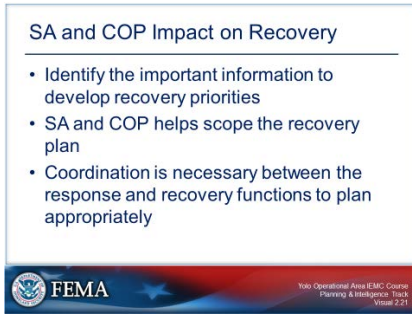 SA and COP Impact on Recovery
• Identify the important information to
develop recovery priorities
• SA and COP helps scope the recovery
plan
• Coordination is necessary between the
response and recovery functions to plan
appropriately
FEMA
Yolo Operational Area IEMC Course
Planning & Intelligence Track
Visual 2.21